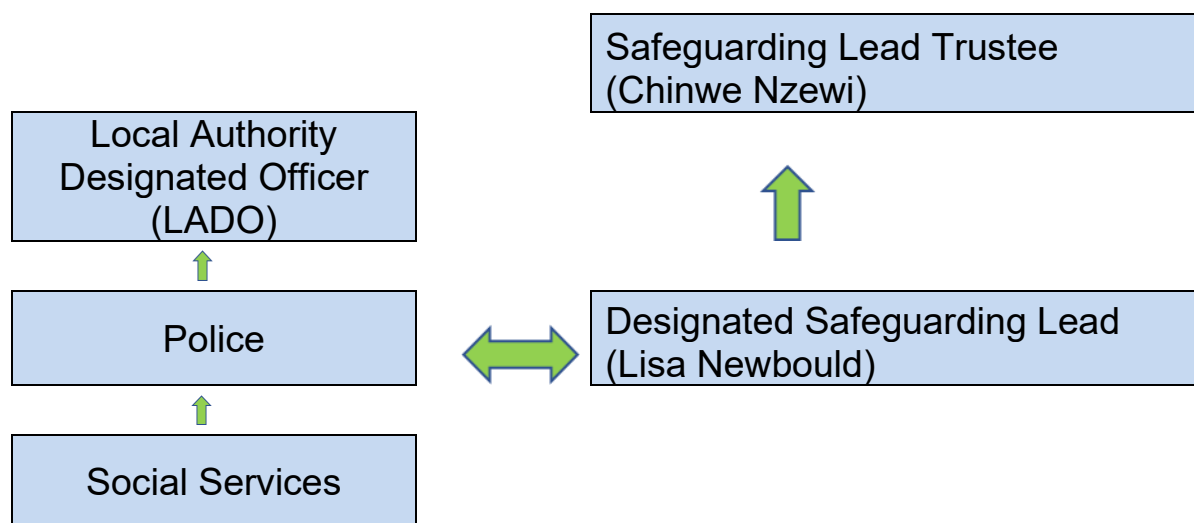 Safeguarding Lead Trustee
(Chinwe Nzewi)
Local Authority
Designated Officer
(LADO)
Police
Designated Safeguarding Lead
(Lisa Newbould)
Social Services